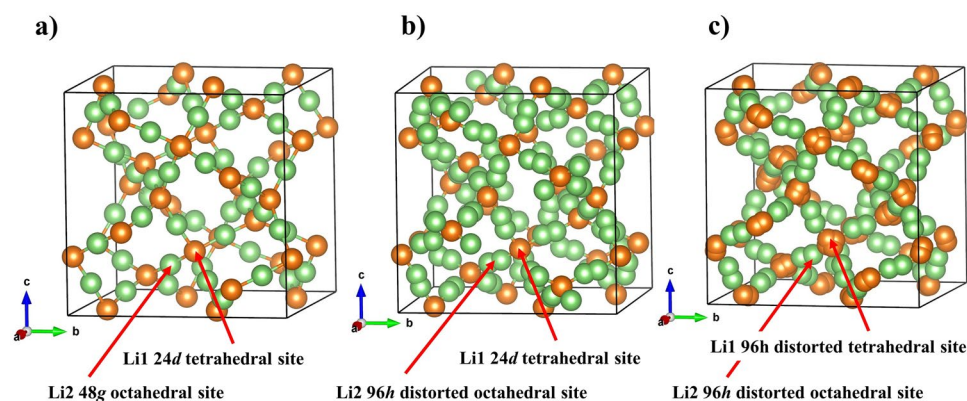 a)
b)
c)
c
b
a
c
b
a
c
b
a
Li1 24d tetrahedral site
Li2 48g octahedral site
Li1 24d tetrahedral site
Li2 96h distorted octahedral site
Li1 96h distorted tetrahedral site
Li2 96h distorted octahedral site